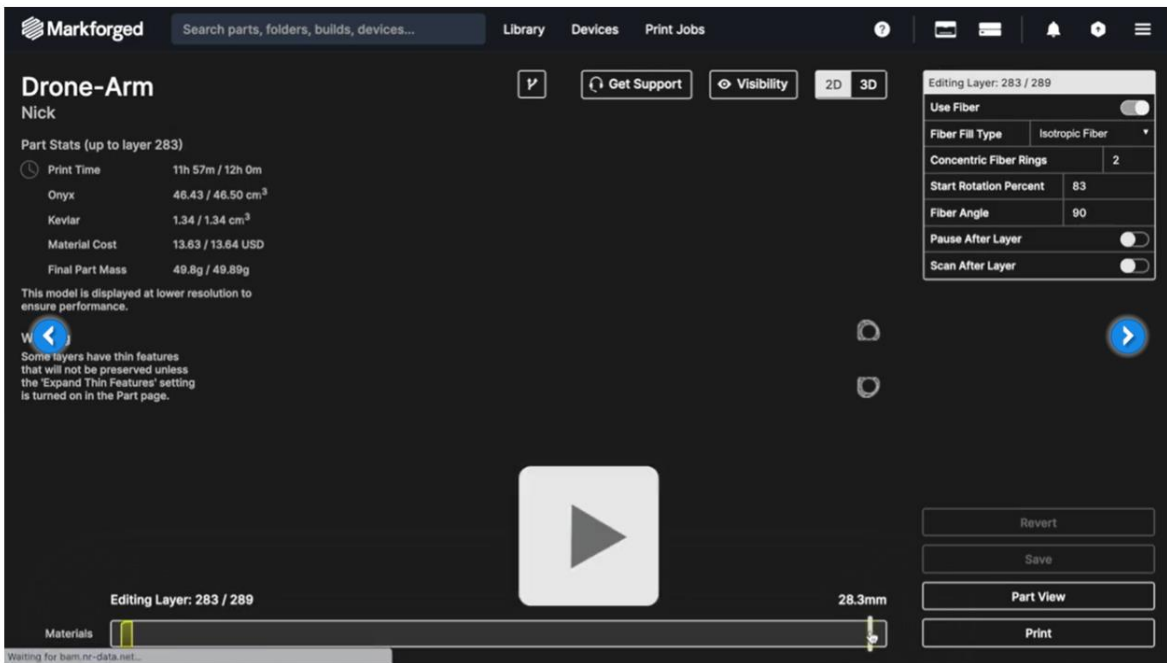 Markforged
Search parts, folders, builds, devices...
Library
Devices
Print Jobs
?
Drone-Arm
Nick
Get Support
Visibility
2D
3D
Part Stats (up to layer 283)
Print Time 11h 57m / 12h 0m
Onyx 46.43 / 46.50 cm³
Kevlar 1.34 / 1.34 cm³
Material Cost 13.63 / 13.64 USD
Final Part Mass 49.8g / 49.89g
This model is displayed at lower resolution to
ensure performance.
Some layers have thin features
that will not be preserved unless
the 'Expand Thin Features' setting
is turned on in the Part page.
Editing Layer: 283 / 289
Use Fiber
Fiber Fill Type Isotropic Fiber
Concentric Fiber Rings 2
Start Rotation Percent 83
Fiber Angle 90
Pause After Layer
Scan After Layer
Revert
Save
Part View
Print
Editing Layer: 283 / 289
28.3mm
Materials
Waiting for bam.nr-data.net...